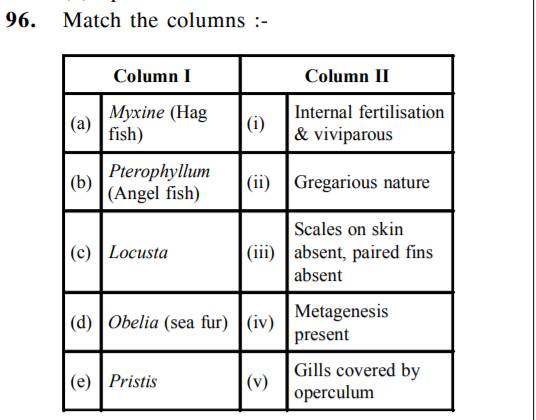 96. Match the columns :-
Column I Column II
(a) Myxine (Hag fish) (i) Internal fertilisation & viviparous
(b) Pterophyllum (Angel fish) (ii) Gregarious nature
(c) Locusta (iii) Scales on skin absent, paired fins absent
(d) Obelia (sea fur) (iv) Metagenesis present
(e) Pristis (v) Gills covered by operculum